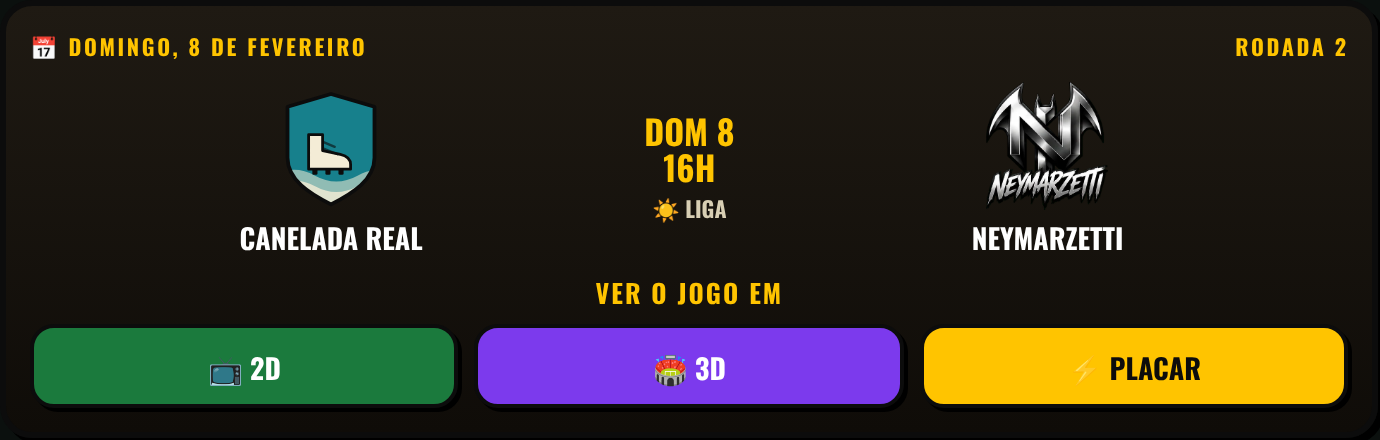 DOMINGO, 8 DE FEVEREIRO
RODADA 2
DOM 8
16H
LIGA
NEYMARZETTI
CANELADA REAL
NEYMARZETTI
VER O JOGO EM
2D
3D
PLACAR